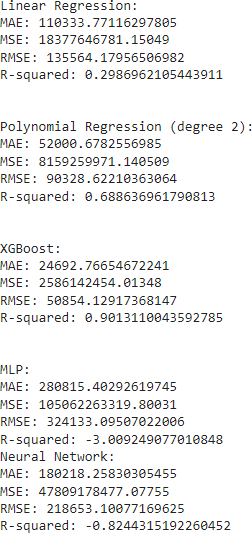 Linear Regression:
MAE: 110333.77116297805
MSE: 18377646781.15049
RMSE: 135564.17956506982
R-squared: 0.2986962105443911
Polynomial Regression (degree 2):
MAE: 52000.6782556985
MSE: 8159259971.140509
RMSE: 90328.62210363064
R-squared: 0.688636961790813
XGBoost:
MAE: 24692.76654672241
MSE: 2586142454.01348
RMSE: 50854.12917368147
R-squared: 0.9013110043592785
MLP:
MAE: 280815.40292619745
MSE: 105062263319.80031
RMSE: 324133.09507022006
R-squared: -3.009249077010848
Neural Network:
MAE: 180218.25830305455
MSE: 47809178477.07755
RMSE: 218653.10077169625
R-squared: -0.8244315192260452